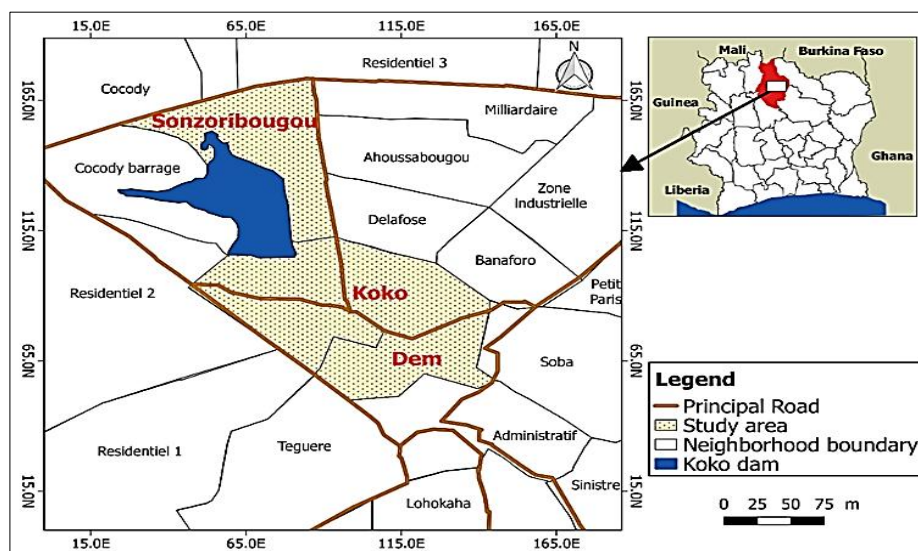 15.0E 65.0E 115.0E 165.0E
165.0N
115.0N
65.0N
15.0N
N
Residentiel 3
Cocody
Milliardaire
Sonzoribougou
Ahoussabougou
Cocody barrage
Zone
Industrielle
Delafose
Banaforo
Residentiel 2
Koko
Petit
Paris
Dem
Soba
Administratif
Residentiel 1
Teguere
Sinistre
Lohokaha
165.0N
115.0N
65.0N
15.0N
15.0E 65.0E 115.0E 165.0E
Mali
Burkina Faso
Guinea
Ghana
Liberia
Legend
Principal Road
Study area
Neighborhood boundary
Koko dam
0 25 50 75 m